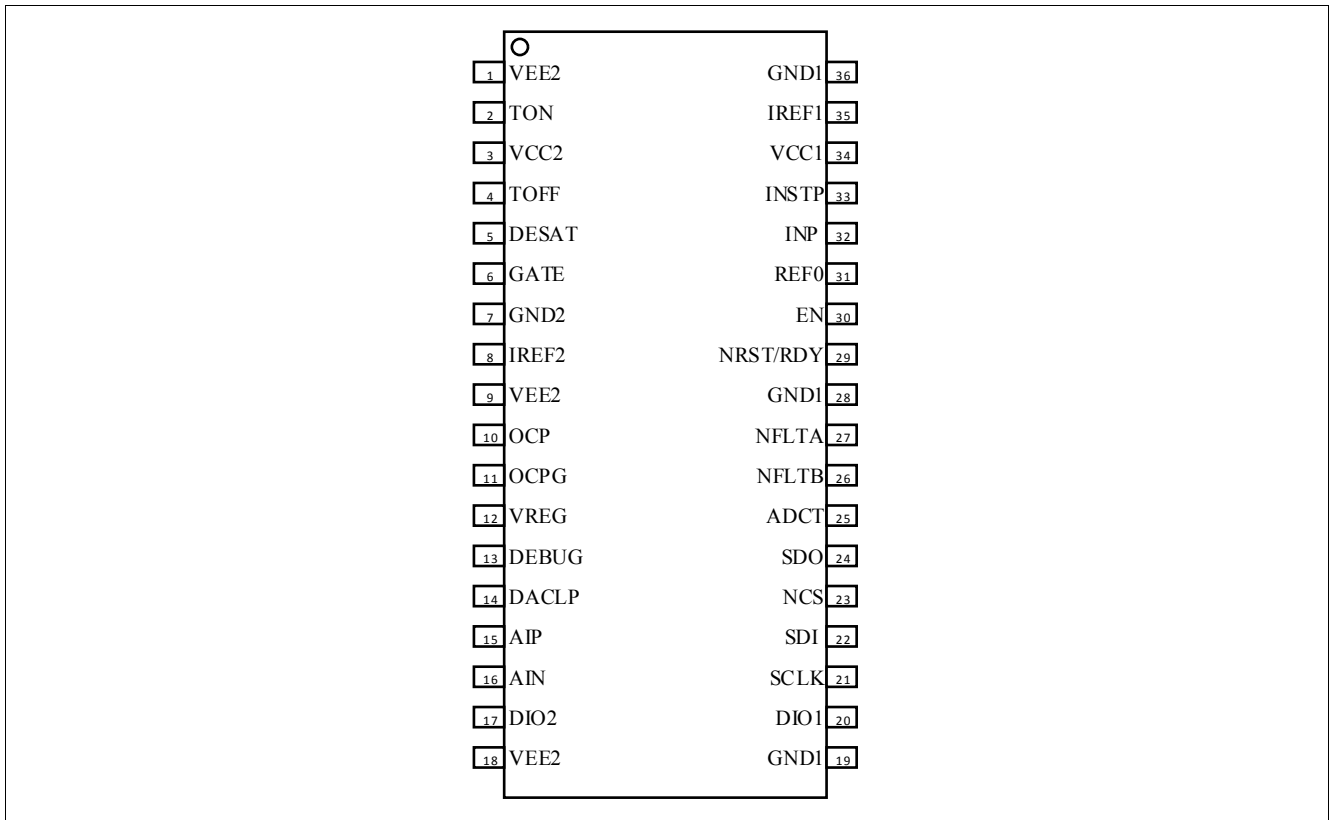 1 VEE2 GND1 36
2 TON IREF1 35
3 VCC2 VCC1 34
4 TOFF INSTP 33
5 DESAT INP 32
6 GATE REF0 31
7 GND2 EN 30
8 IREF2 NRST/RDY 29
9 VEE2 GND1 28
10 OCP NFLTA 27
11 OCPG NFLTB 26
12 VREG ADCT 25
13 DEBUG SDO 24
14 DACLP NCS 23
15 AIP SDI 22
16 AIN SCLK 21
17 DIO2 DIO1 20
18 VEE2 GND1 19